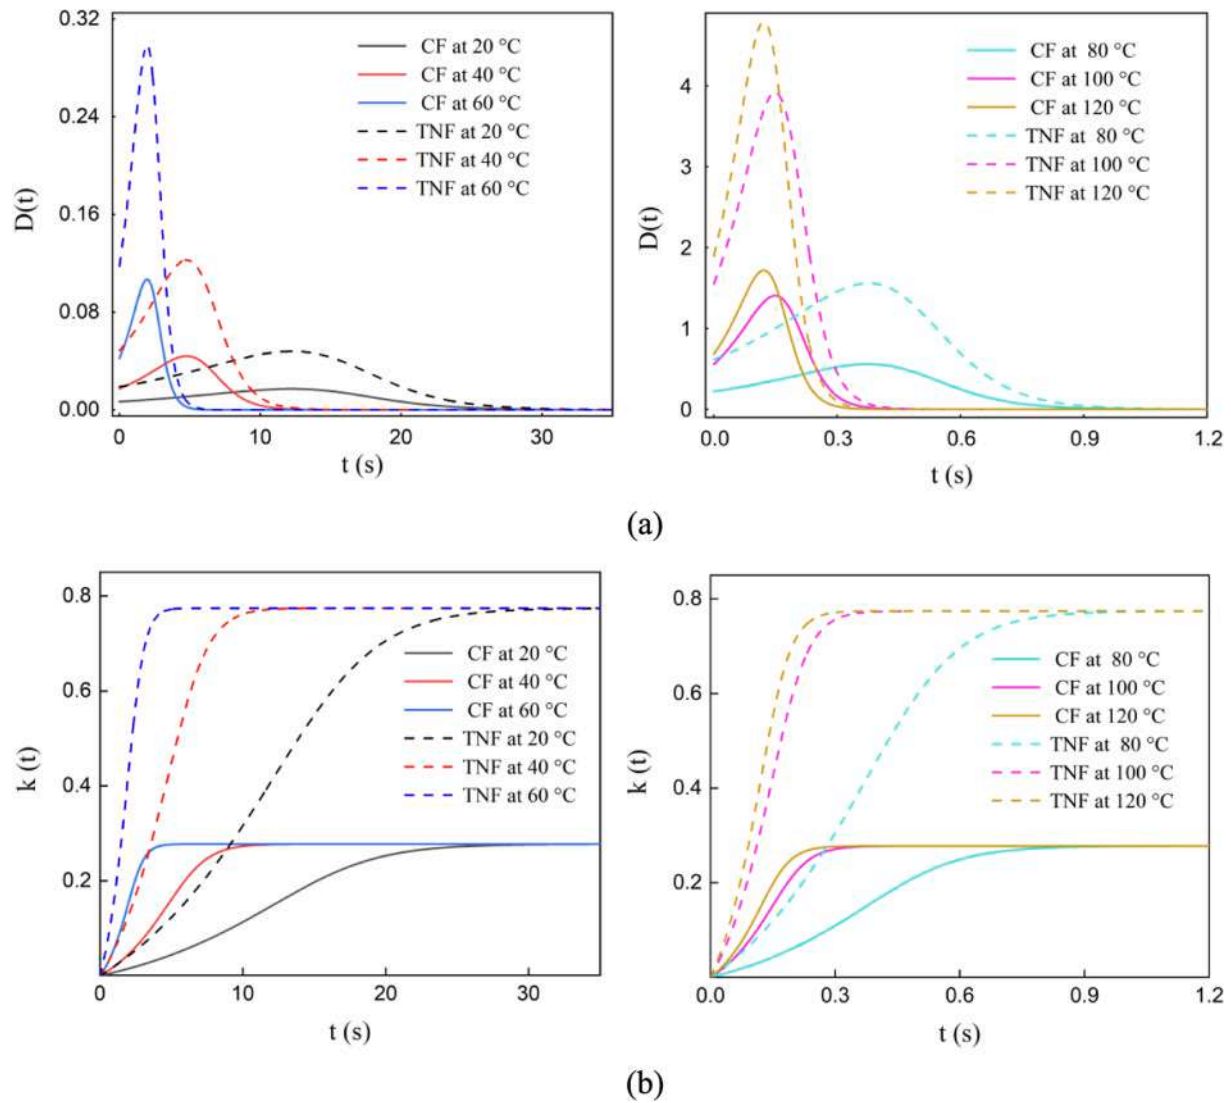 0.32
0.24
0.16
0.08
0.00
D(t)
CF at 20 °C
CF at 40 °C
CF at 60 °C
TNF at 20 °C
TNF at 40 °C
TNF at 60 °C
0 10 20 30
t (s)
4
3
2
1
0
D(t)
CF at 80 °C
CF at 100 °C
CF at 120 °C
TNF at 80 °C
TNF at 100 °C
TNF at 120 °C
0.0 0.3 0.6 0.9 1.2
t (s)
(a)
0.8
0.6
0.4
0.2
k (t)
CF at 20 °C
CF at 40 °C
CF at 60 °C
TNF at 20 °C
TNF at 40 °C
TNF at 60 °C
0 10 20 30
t (s)
0.8
0.6
0.4
0.2
k (t)
CF at 80 °C
CF at 100 °C
CF at 120 °C
TNF at 80 °C
TNF at 100 °C
TNF at 120 °C
0.0 0.3 0.6 0.9 1.2
t (s)
(b)